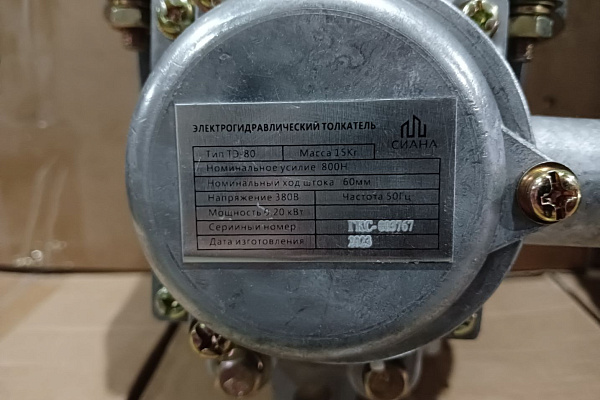 ЭЛЕКТРОГИДРАВЛИЧЕСКИЙ ТОЛКАТЕЛЬ
СИАНА
Тип ТЭ-80 Масса 15Кг
Номинальное усилие 800Н
Номинальный ход штока 60мм
Напряжение 380В Частота 50Гц
Мощность 0,20 кВт
Серийный номер
Дата изготовления 2023